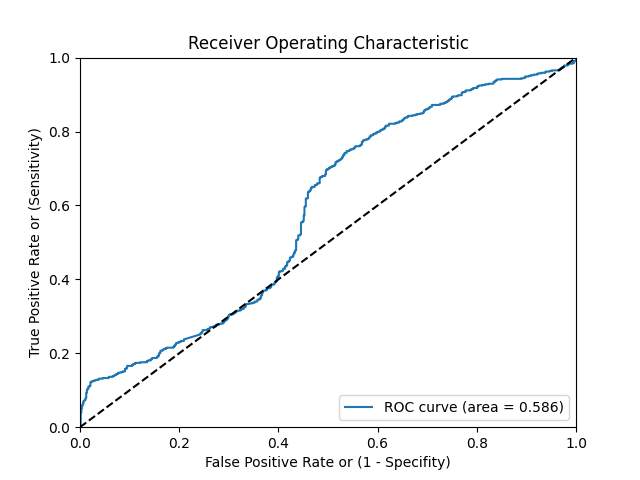 Receiver Operating Characteristic
True Positive Rate or (Sensitivity)
1.0
0.8
0.6
0.4
0.2
0.0
ROC curve (area = 0.586)
0.0 0.2 0.4 0.6 0.8 1.0
False Positive Rate or (1 - Specifity)